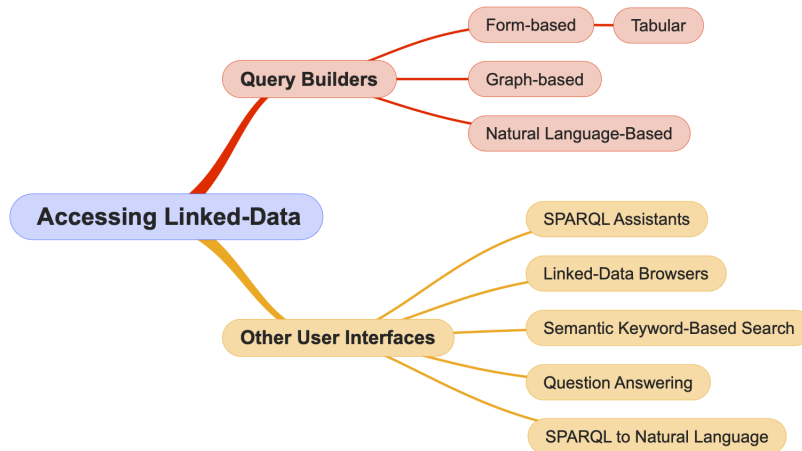 Form-based
Tabular
Query Builders
Graph-based
Natural Language-Based
Accessing Linked-Data
SPARQL Assistants
Linked-Data Browsers
Semantic Keyword-Based Search
Other User Interfaces
Question Answering
SPARQL to Natural Language